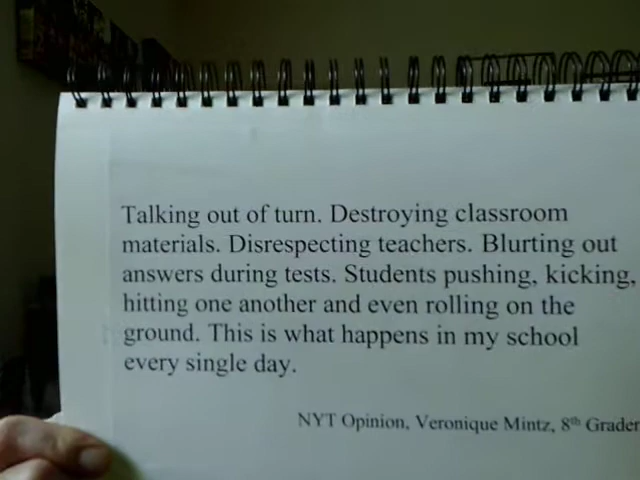 Talking out of turn. Destroying classroom
materials. Disrespecting teachers. Blurting out
answers during tests. Students pushing, kicking,
hitting one another and even rolling on the
ground. This is what happens in my school
every single day.
NYT Opinion, Veronique Mintz, 8th Grader